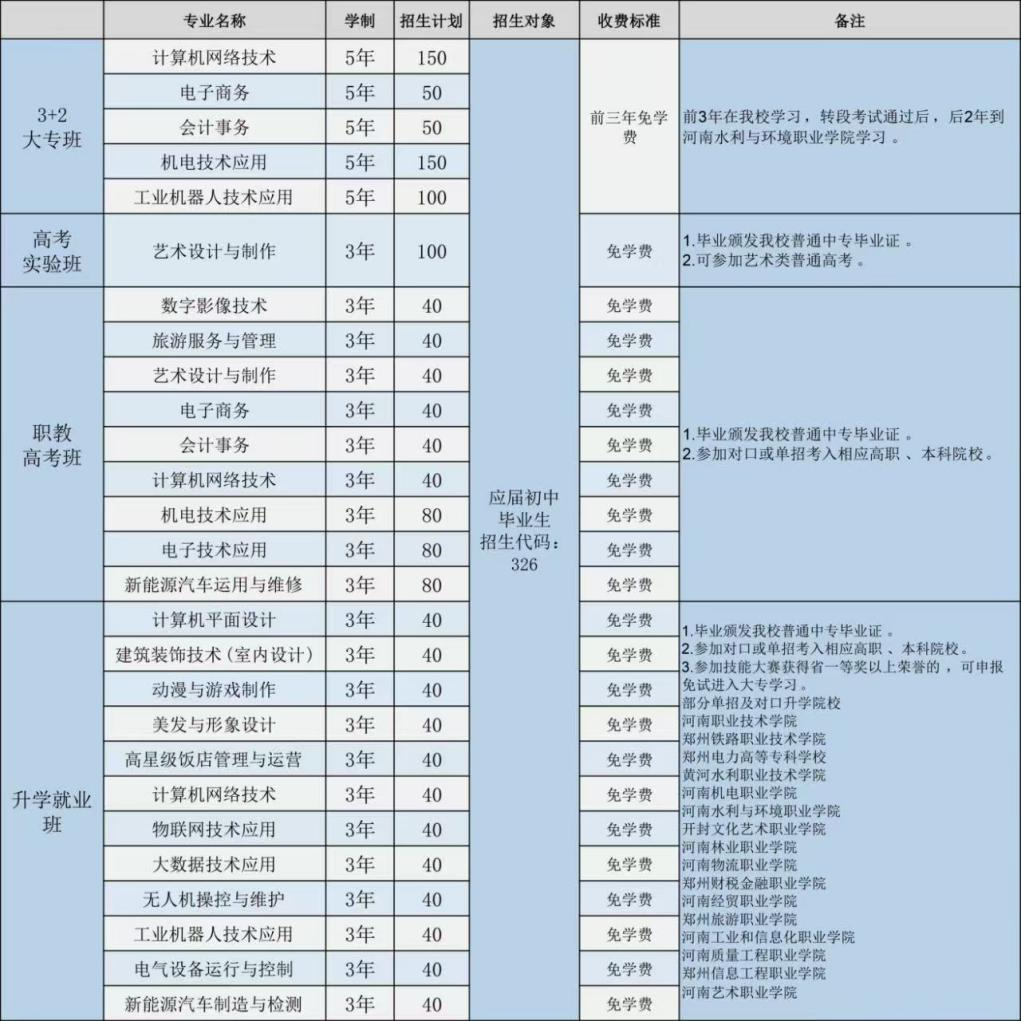 专业名称 学制 招生计划 招生对象 收费标准 备注
3+2
大专班
计算机网络技术 5年 150
电子商务 5年 50
会计事务 5年 50
机电技术应用 5年 150
工业机器人技术应用 5年 100
前三年免学
费
前3年在我校学习，转段考试通过后，后2年到
河南水利与环境职业学院学习。
高考
实验班
艺术设计与制作 3年 100 免学费
1.毕业颁发我校普通中专毕业证。
2.可参加艺术类普通高考。
职教
高考班
数字影像技术 3年 40 免学费
旅游服务与管理 3年 40 免学费
艺术设计与制作 3年 40 免学费
电子商务 3年 40 免学费
会计事务 3年 40 免学费
计算机网络技术 3年 40 免学费
机电技术应用 3年 80 免学费
电子技术应用 3年 80 免学费
新能源汽车运用与维修 3年 80 免学费
1.毕业颁发我校普通中专毕业证。
2.参加对口或单招考入相应高职、本科院校。
应届初中
毕业生
招生代码：
326
升学就业
班
计算机平面设计 3年 40 免学费
建筑装饰技术(室内设计) 3年 40 免学费
动漫与游戏制作 3年 40 免学费
美发与形象设计 3年 40 免学费
高星级饭店管理与运营 3年 40 免学费
计算机网络技术 3年 40 免学费
物联网技术应用 3年 40 免学费
大数据技术应用 3年 40 免学费
无人机操控与维护 3年 40 免学费
工业机器人技术应用 3年 40 免学费
电气设备运行与控制 3年 40 免学费
新能源汽车制造与检测 3年 40 免学费
1.毕业颁发我校普通中专毕业证。
2.参加对口或单招考入相应高职、本科院校。
3.参加技能大赛获得省一等奖以上荣誉的，可申报
免试进入大专学习。
部分单招及对口升学院校
河南职业技术学院
郑州铁路职业技术学院
郑州电力高等专科学校
黄河水利职业技术学院
河南机电职业学院
河南水利与环境职业学院
开封文化艺术职业学院
河南林业职业学院
河南物流职业学院
郑州财税金融职业学院
河南经贸职业学院
郑州旅游职业学院
河南工业和信息化职业学院
河南质量工程职业学院
郑州信息工程职业学院
河南艺术职业学院